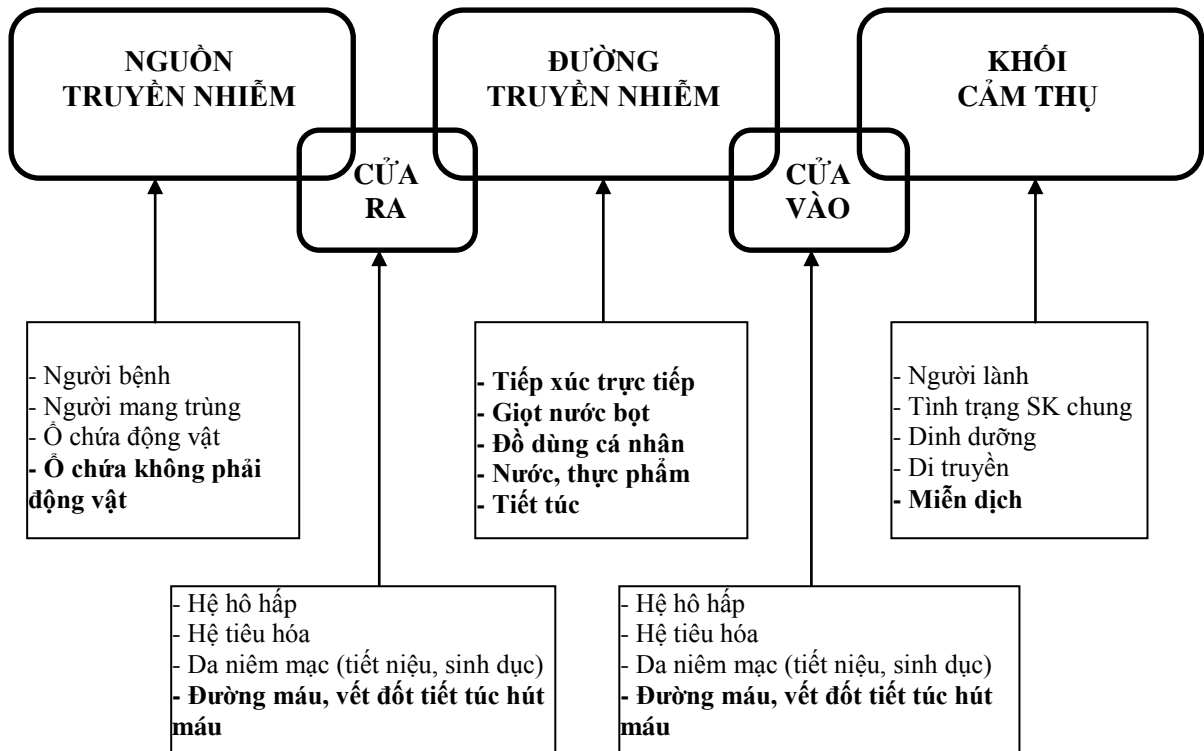 NGUỒN
TRUYỀN NHIỄM
ĐƯỜNG
TRUYỀN NHIỄM
KHỐI
CẢM THỤ
CỬA
RA
CỬA
VÀO
- Người bệnh
- Người mang trùng
- Ổ chứa động vật
- Ổ chứa không phải
động vật
- Tiếp xúc trực tiếp
- Giọt nước bọt
- Đồ dùng cá nhân
- Nước, thực phẩm
- Tiết túc
- Người lành
- Tình trạng SK chung
- Dinh dưỡng
- Di truyền
- Miễn dịch
- Hệ hô hấp
- Hệ tiêu hóa
- Da niêm mạc (tiết niệu, sinh dục)
- Đường máu, vết đốt tiết túc hút
máu
- Hệ hô hấp
- Hệ tiêu hóa
- Da niêm mạc (tiết niệu, sinh dục)
- Đường máu, vết đốt tiết túc hút
máu